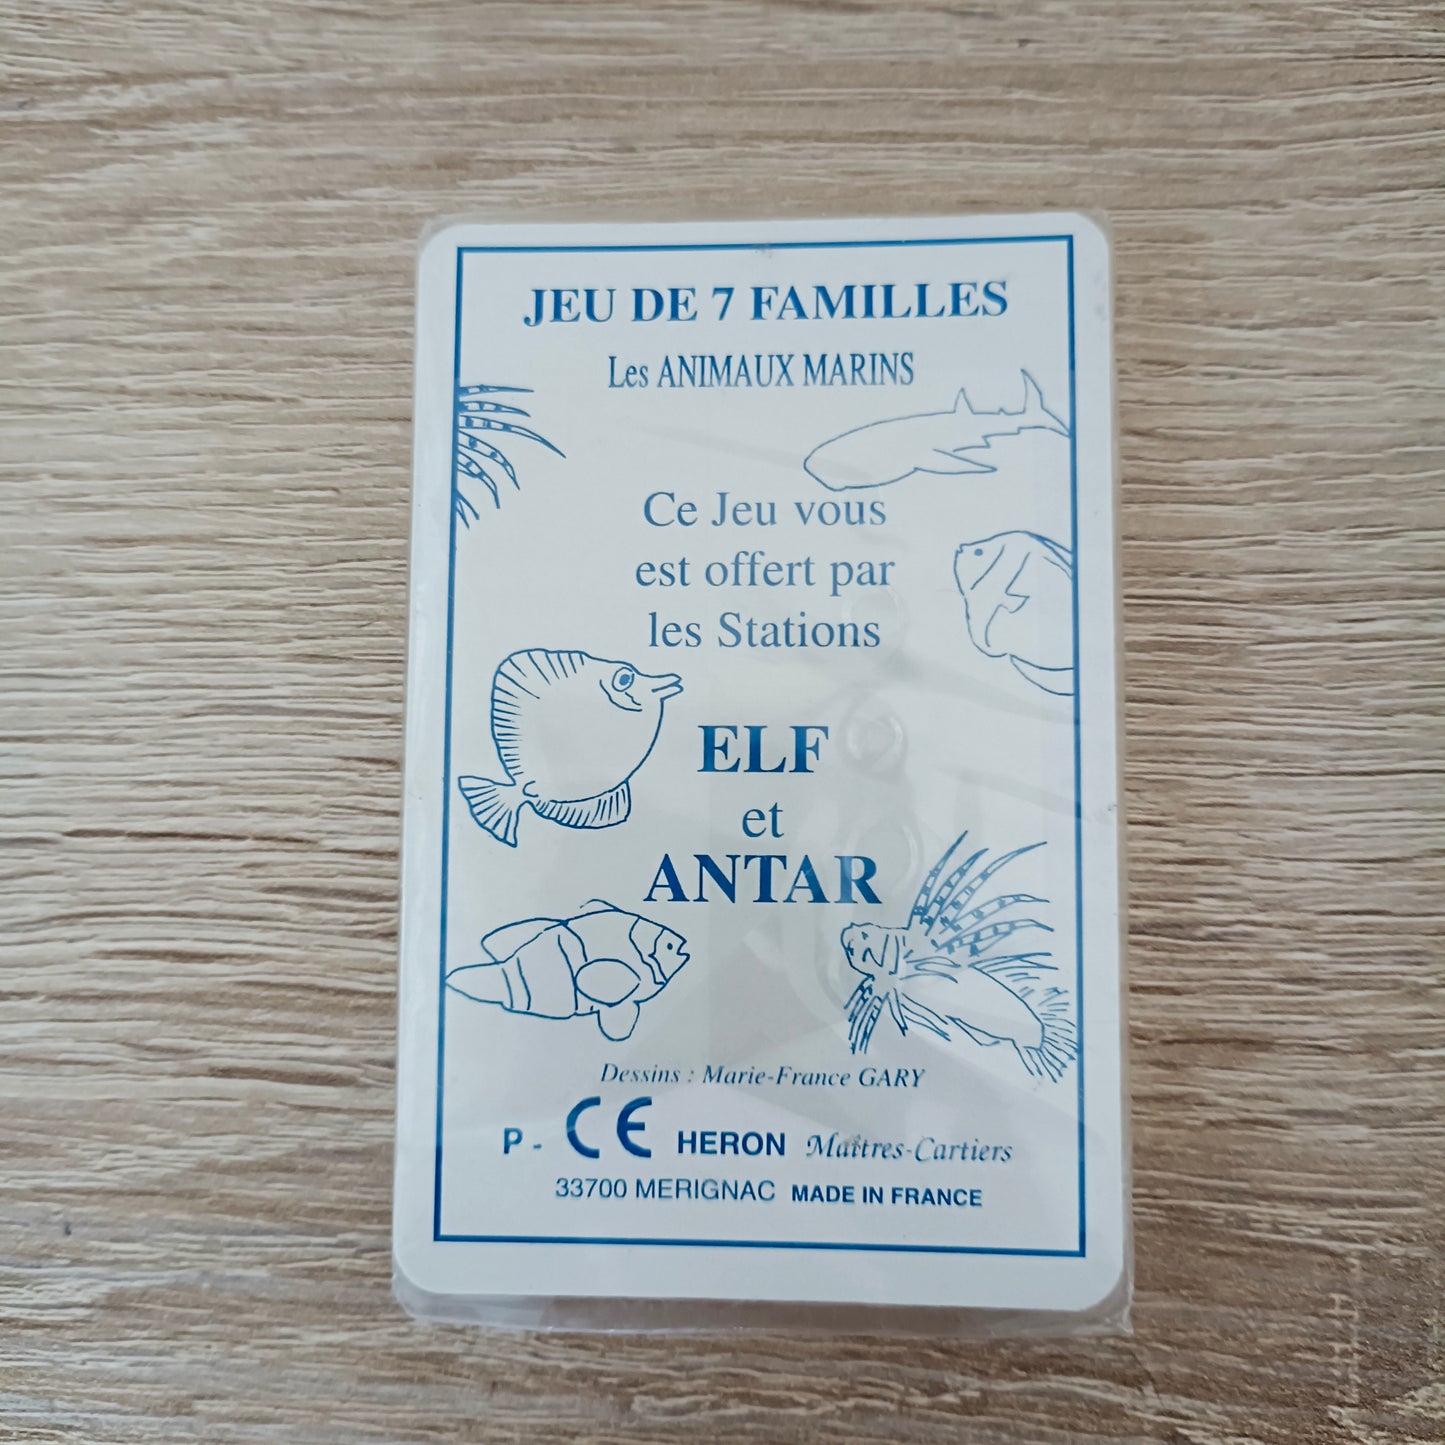 JEU DE 7 FAMILLES
Les ANIMAUX MARINS
Ce Jeu vous
est offert par
les Stations
ELF
et
ANTAR
Dessins : Marie-France GARY
P - CE HERON Maîtres-Cartiers
33700 MERIGNAC MADE IN FRANCE